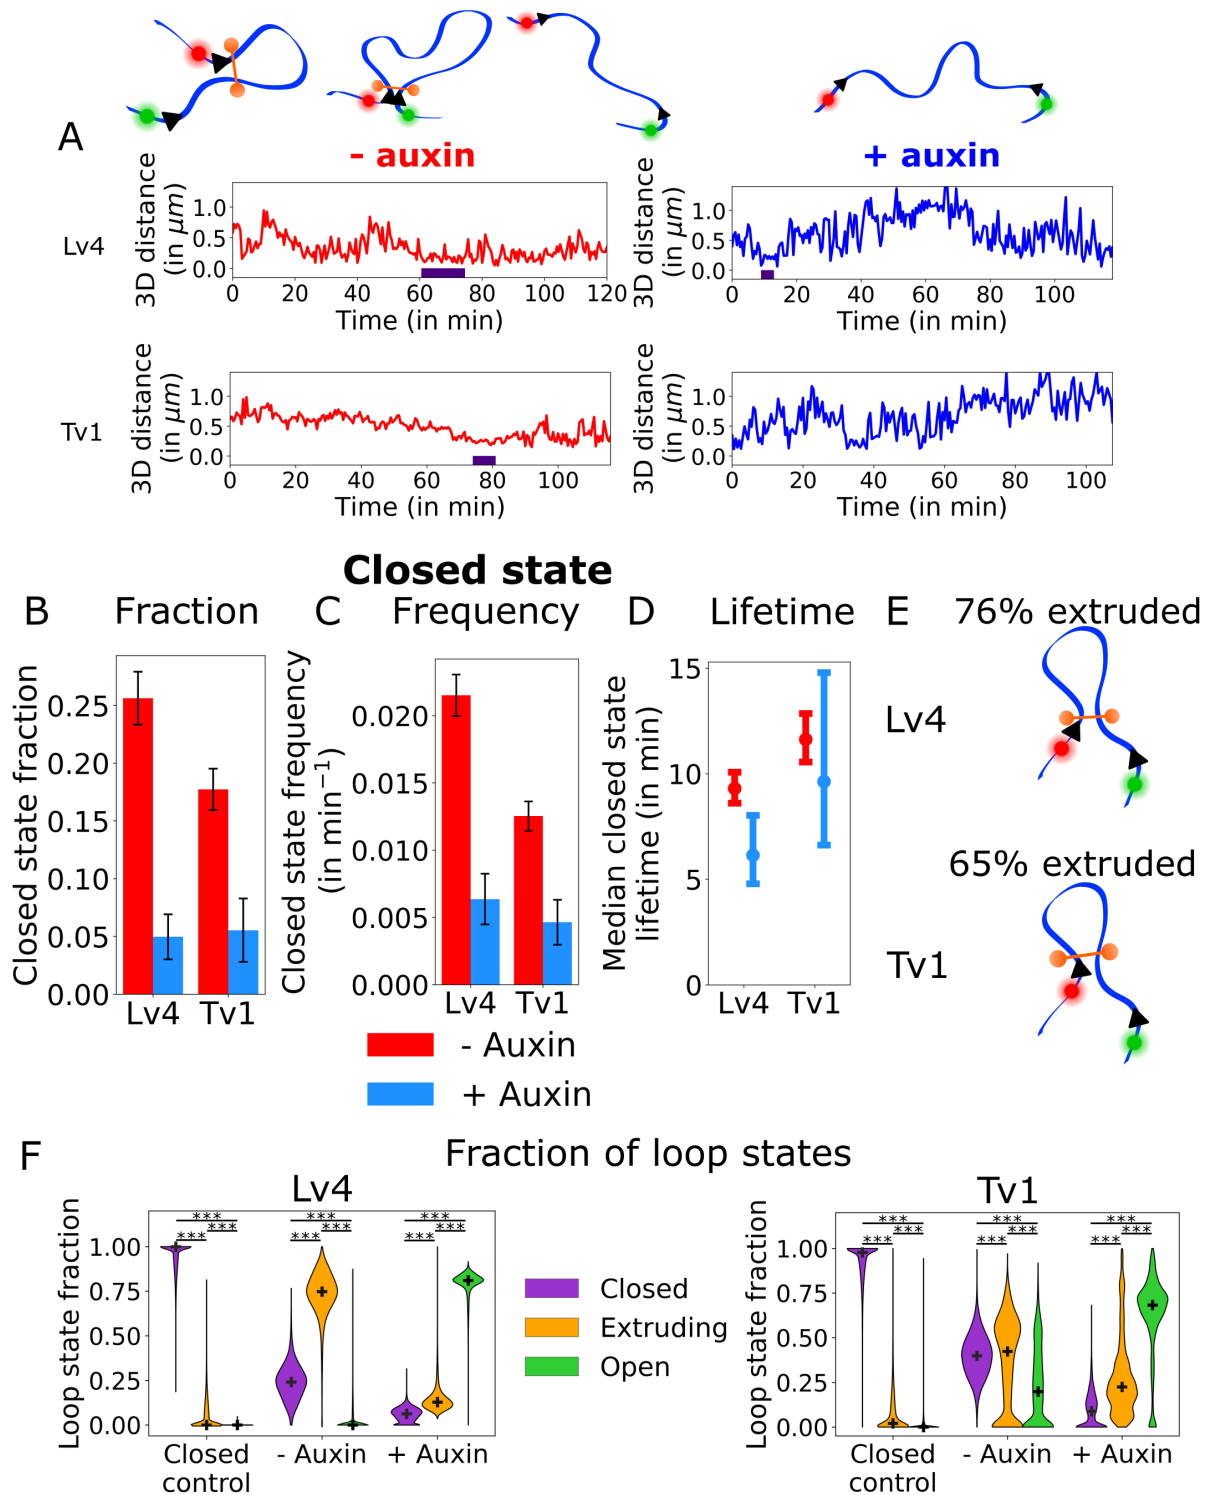 A
- auxin
+ auxin
Lv4
3D distance
(in μm)
1.0
0.5
0.0
0 20 40 60 80 100 120
Time (in min)
3D distance
(in μm)
1.0
0.5
0.0
0 20 40 60 80 100
Time (in min)
Tv1
3D distance
(in μm)
1.0
0.5
0.0
0 20 40 60 80 100
Time (in min)
3D distance
(in μm)
1.0
0.5
0.0
0 20 40 60 80 100
Time (in min)
Closed state
B Fraction
Closed state fraction
0.25
0.20
0.15
0.10
0.05
0.00
Lv4 Tv1
C Frequency
Closed state frequency
(in min⁻¹)
0.020
0.015
0.010
0.005
0.000
Lv4 Tv1
- Auxin
+ Auxin
D Lifetime
Median closed state
lifetime (in min)
15
10
5
0
Lv4 Tv1
E 76% extruded
Lv4
65% extruded
Tv1
F Fraction of loop states
Lv4
Loop state fraction
1.00
0.75
0.50
0.25
0.00
*** *** ***
*** *** ***
*** *** ***
Closed
control
- Auxin
+ Auxin
Closed
Extruding
Open
Tv1
Loop state fraction
1.00
0.75
0.50
0.25
0.00
*** *** ***
*** *** ***
*** *** ***
Closed
control
- Auxin
+ Auxin